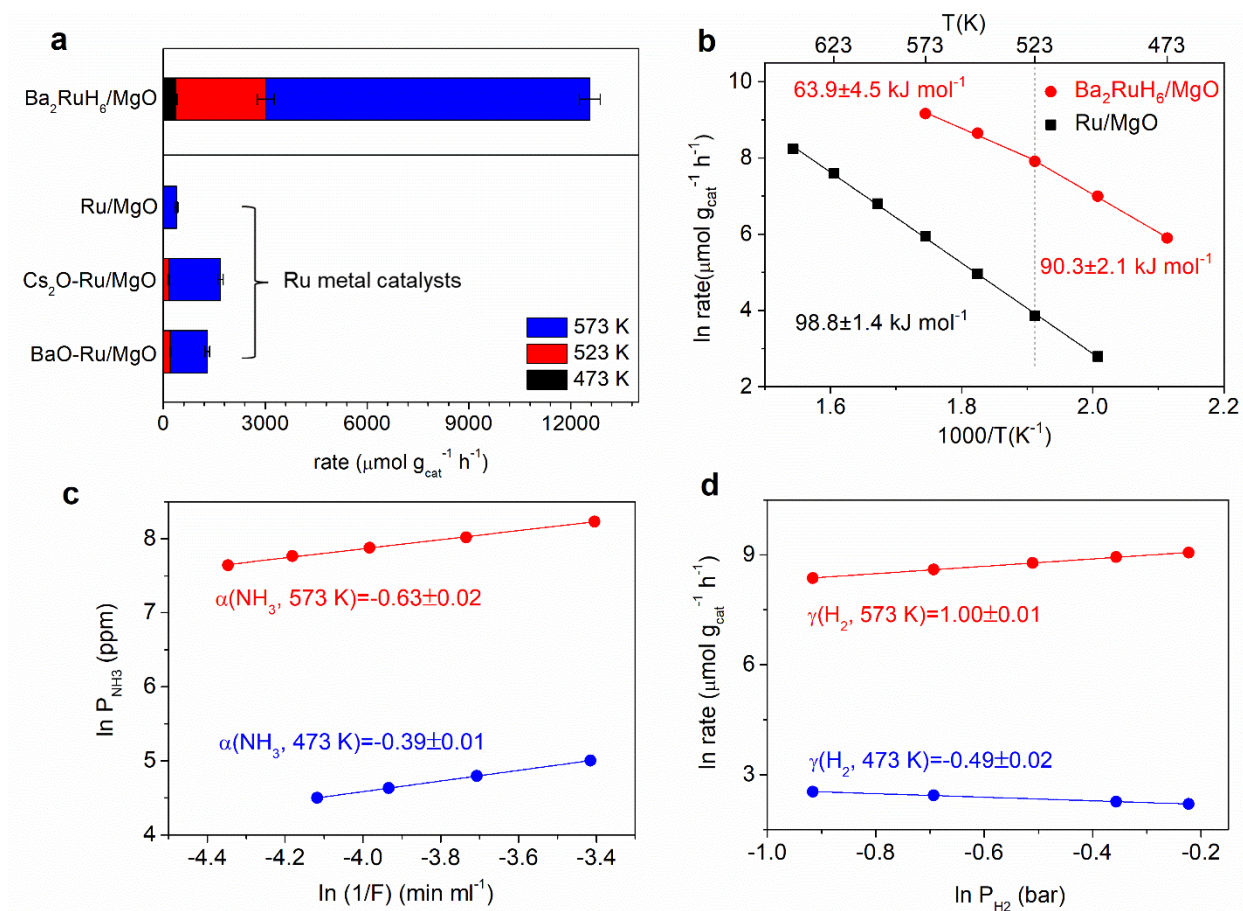 a
Ba₂RuH₆/MgO
Ru/MgO
Cs₂O-Ru/MgO
BaO-Ru/MgO
Ru metal catalysts
573 K
523 K
473 K
0 3000 6000 9000 12000
rate (μmol g_cat⁻¹ h⁻¹)
b
T(K)
623 573 523 473
10
8
6
4
2
ln rate(μmol g_cat⁻¹ h⁻¹)
63.9±4.5 kJ mol⁻¹
Ba₂RuH₆/MgO
Ru/MgO
90.3±2.1 kJ mol⁻¹
98.8±1.4 kJ mol⁻¹
1.6 1.8 2.0 2.2
1000/T(K⁻¹)
c
8
7
6
5
4
ln P_NH3 (ppm)
α(NH₃, 573 K)=-0.63±0.02
α(NH₃, 473 K)=-0.39±0.01
-4.4 -4.2 -4.0 -3.8 -3.6 -3.4
ln (1/F) (min ml⁻¹)
d
9
6
3
ln rate (μmol g_cat⁻¹ h⁻¹)
γ(H₂, 573 K)=1.00±0.01
γ(H₂, 473 K)=-0.49±0.02
-1.0 -0.8 -0.6 -0.4 -0.2
ln P_H2 (bar)